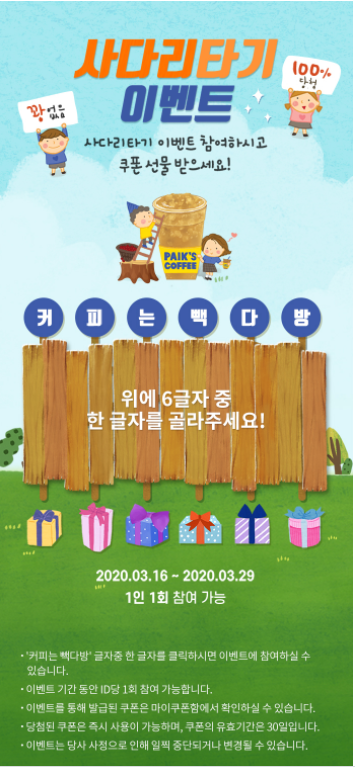 사다리타기
이벤트
꽝 없음
100%
당첨
사다리타기 이벤트 참여하시고
쿠폰 선물 받으세요!
PAIK'S
COFFEE
커 피 는 빽 다 방
위에 6글자 중
한 글자를 골라주세요!
2020.03.16 ~ 2020.03.29
1인 1회 참여 가능
• '커피는 빽다방' 글자중 한 글자를 클릭하시면 이벤트에 참여하실 수
있습니다.
• 이벤트 기간 동안 ID당 1회 참여 가능합니다.
• 이벤트를 통해 발급된 쿠폰은 마이쿠폰함에서 확인하실 수 있습니다.
• 당첨된 쿠폰은 즉시 사용이 가능하며, 쿠폰의 유효기간은 30일입니다.
• 이벤트는 당사 사정으로 인해 일찍 중단되거나 변경될 수 있습니다.